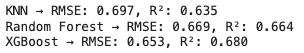 KNN → RMSE: 0.697, R²: 0.635
Random Forest → RMSE: 0.669, R²: 0.664
XGBoost → RMSE: 0.653, R²: 0.680